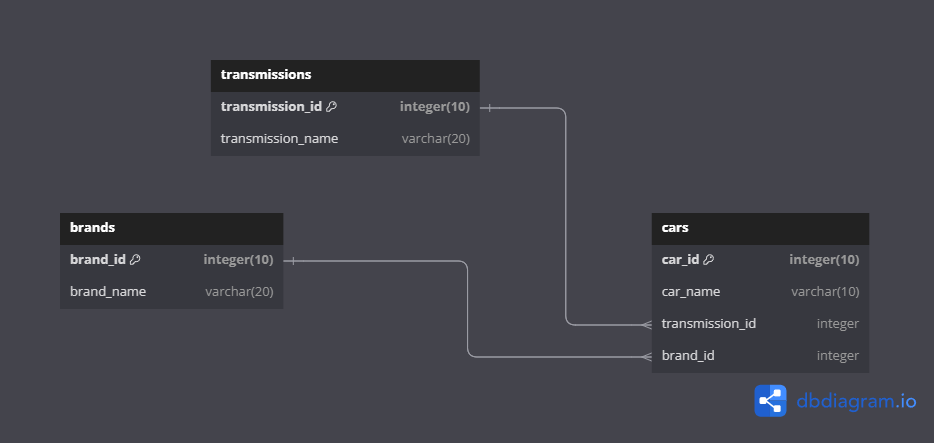 transmissions
transmission_id integer(10)
transmission_name varchar(20)
brands
brand_id integer(10)
brand_name varchar(20)
cars
car_id integer(10)
car_name varchar(10)
transmission_id integer
brand_id integer
dbdiagram.io